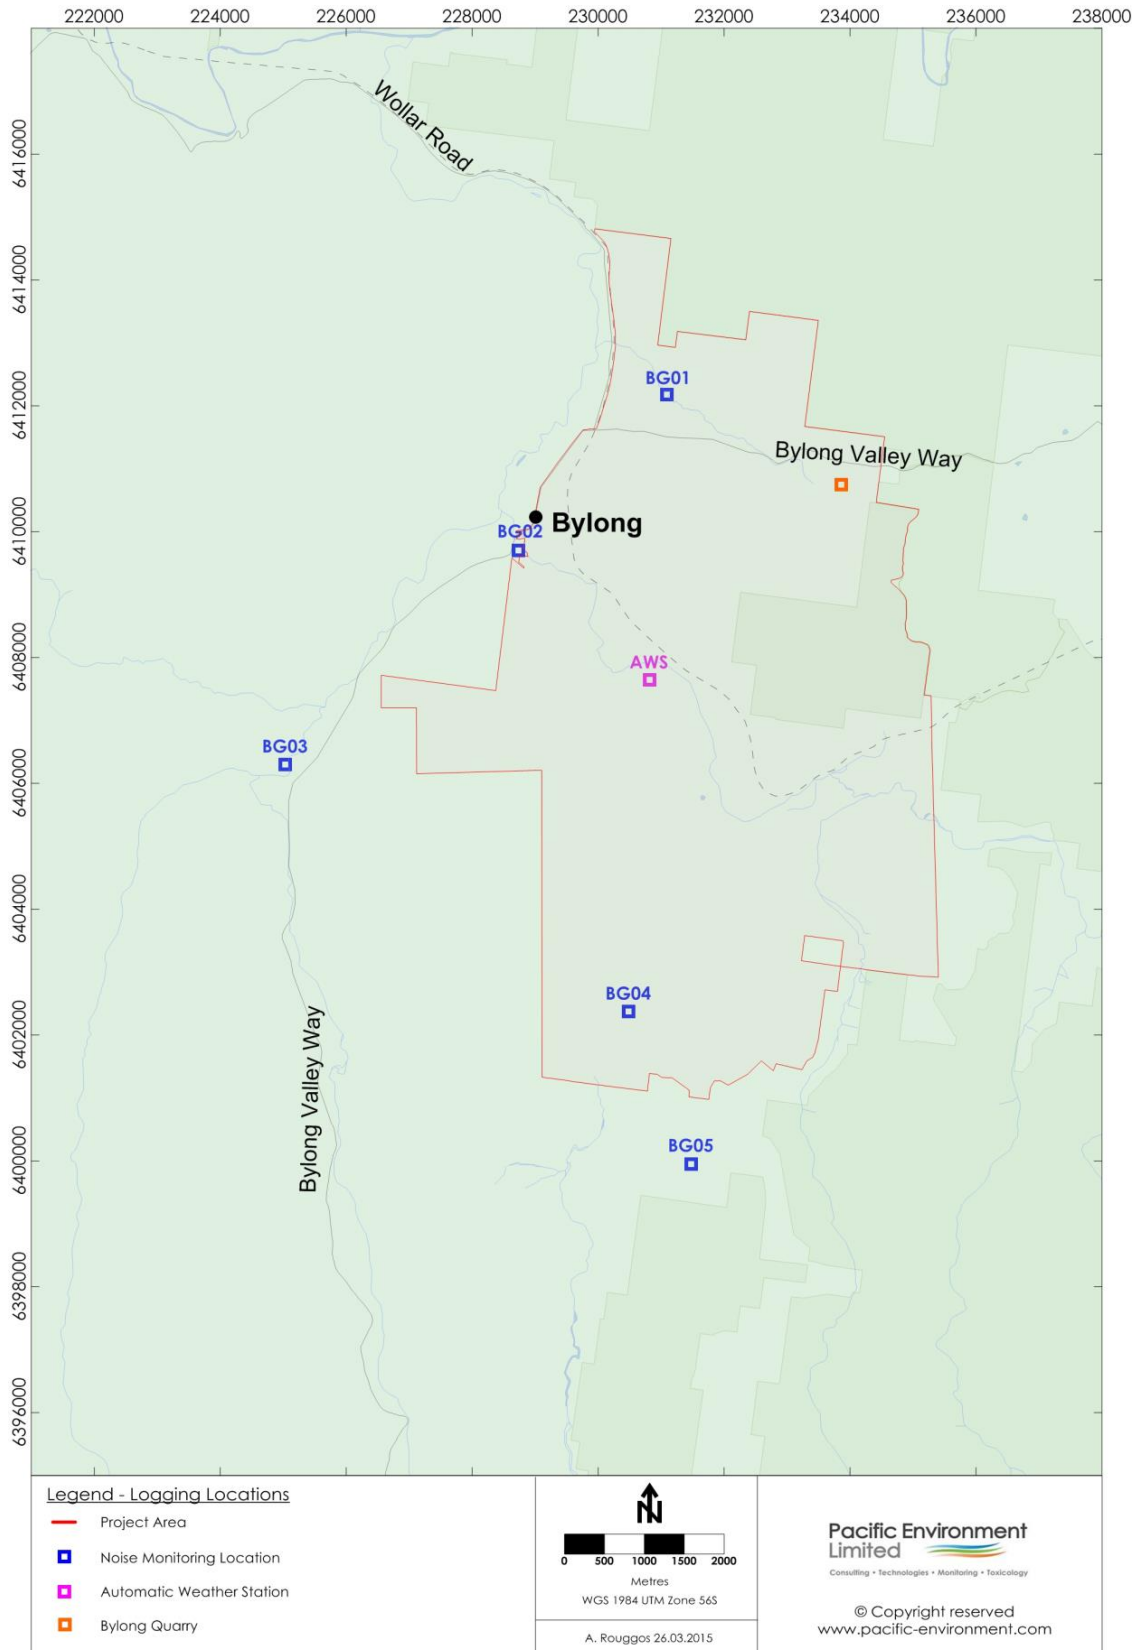 222000 224000 226000 228000 230000 232000 234000 236000 238000
6416000
6414000
6412000
6410000
6408000
6406000
6404000
6402000
6400000
6398000
6396000
Wollar Road
BG01
Bylong Valley Way
Bylong
BG02
AWS
BG03
BG04
Bylong Valley Way
BG05
Legend - Logging Locations
Project Area
Noise Monitoring Location
Automatic Weather Station
Bylong Quarry
N
0 500 1000 1500 2000
Metres
WGS 1984 UTM Zone 56S
A. Rouggos 26.03.2015
Pacific Environment
Limited
Consulting • Technologies • Monitoring • Toxicology
© Copyright reserved
www.pacific-environment.com